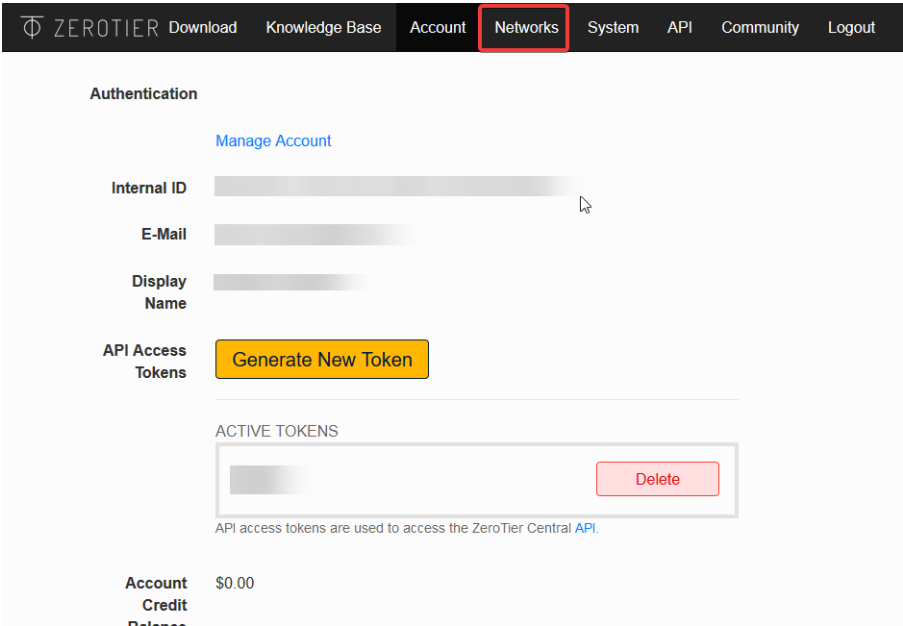 ZEROTIER Download Knowledge Base Account Networks System API Community Logout
Authentication
Manage Account
Internal ID
E-Mail
Display
Name
API Access
Tokens
Generate New Token
ACTIVE TOKENS
Delete
API access tokens are used to access the ZeroTier Central API.
Account $0.00
Credit
Balance